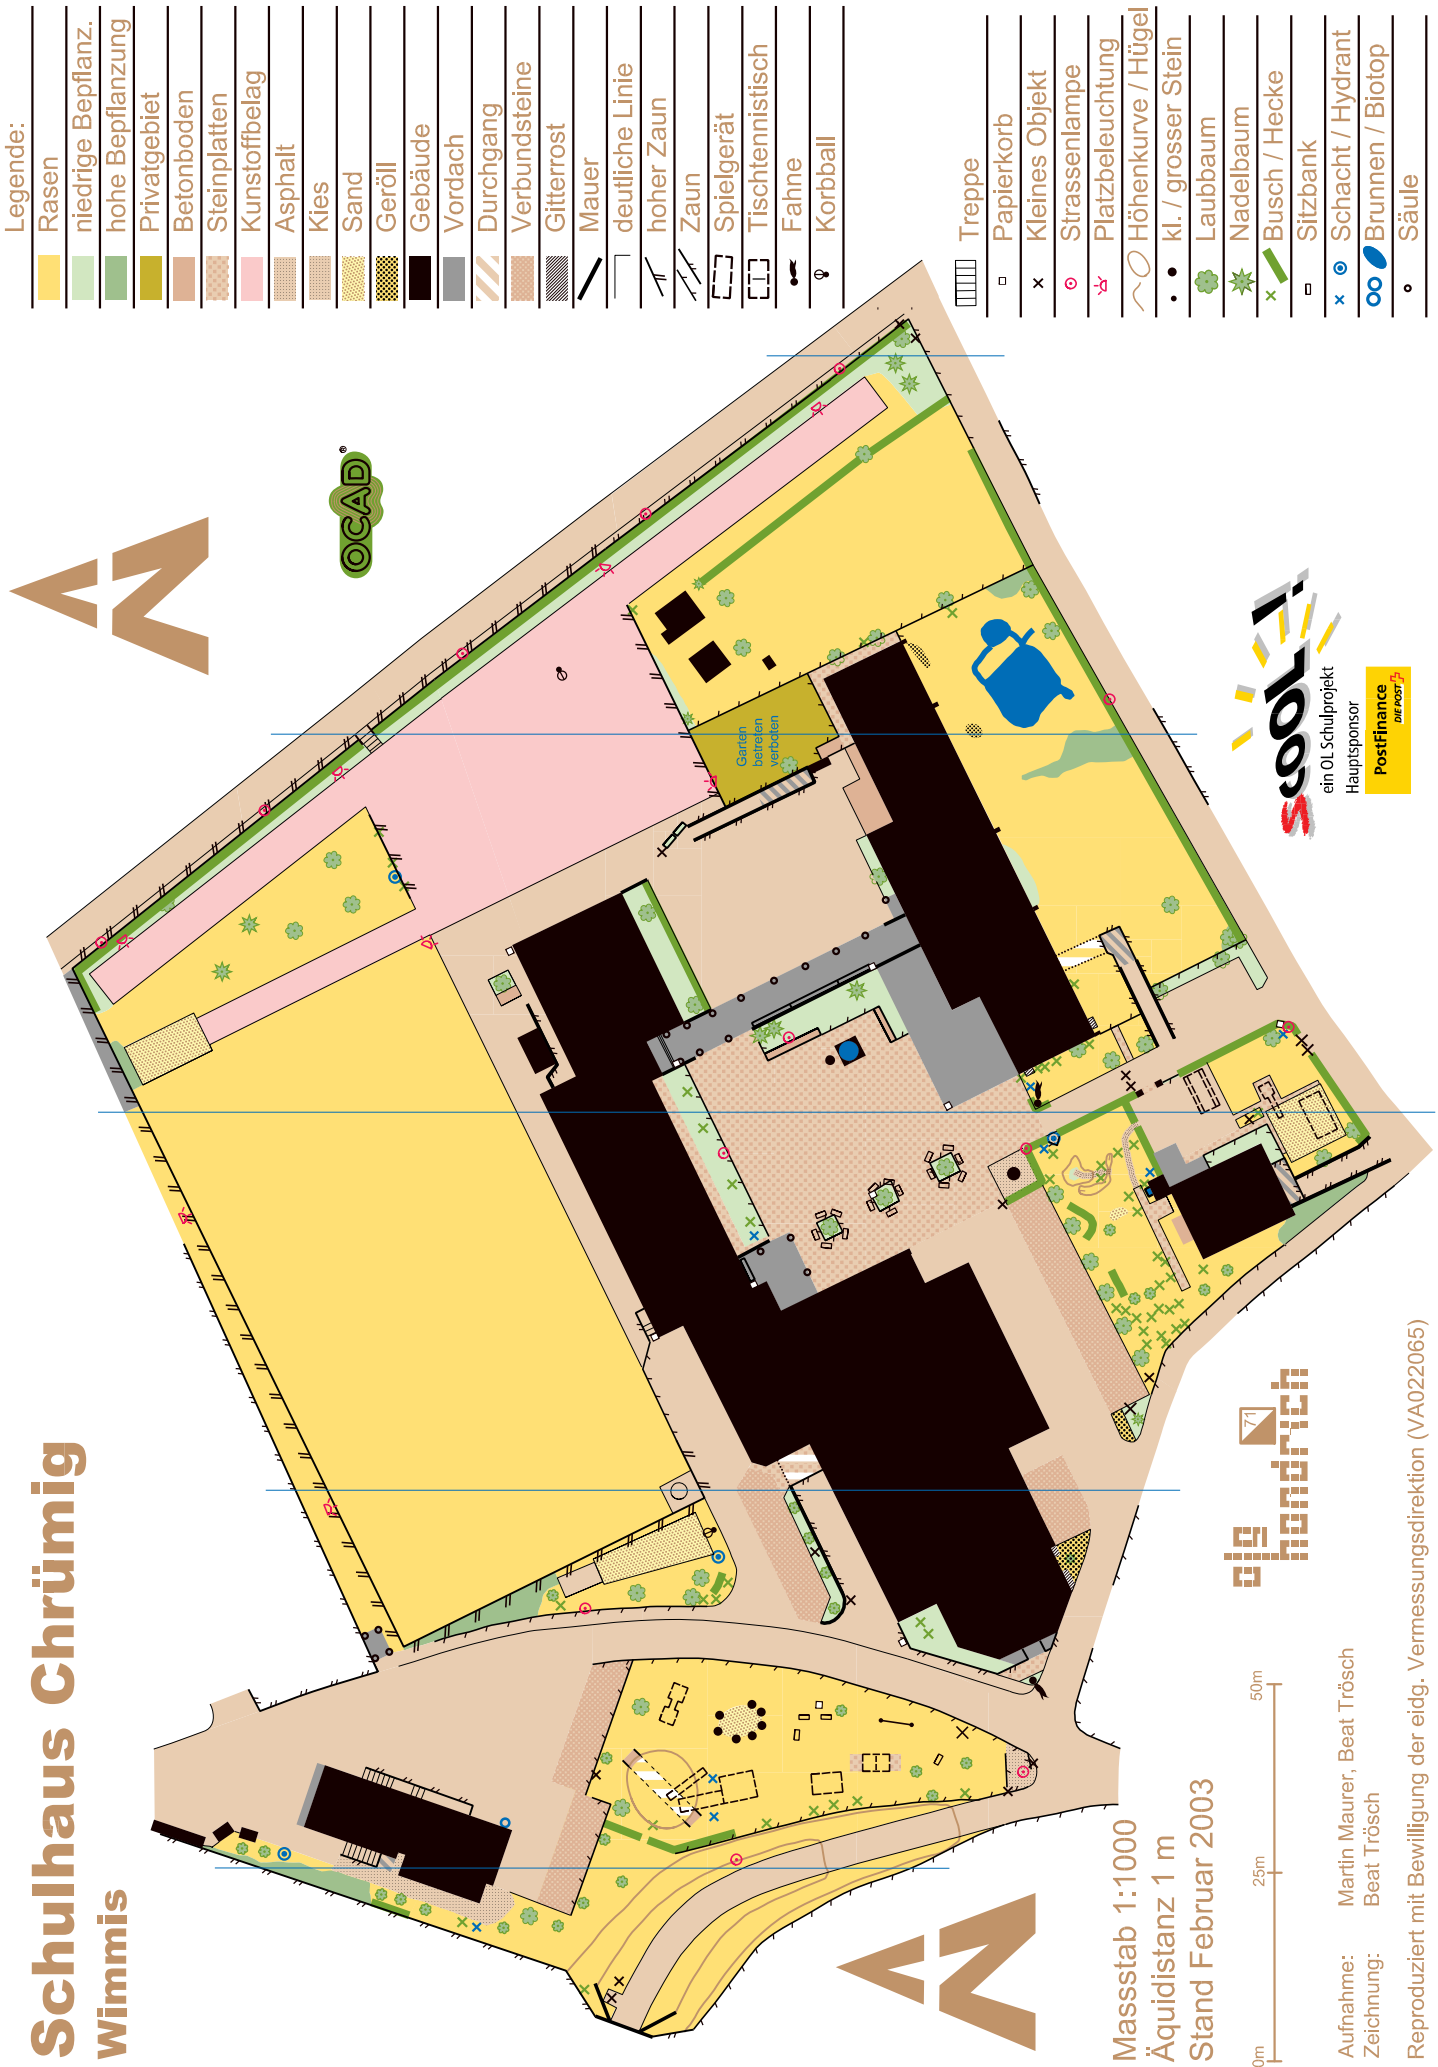 Schulhaus Chrümig
Wimmis
OCAD®
Legende:
Rasen
niedrige Bepflanz.
hohe Bepflanzung
Privatgebiet
Betonboden
Steinplatten
Kunstoffbelag
Asphalt
Kies
Sand
Geröll
Gebäude
Vordach
Durchgang
Verbundsteine
Gitterrost
Mauer
deutliche Linie
hoher Zaun
Zaun
Spielgerät
Tischtennistisch
Fahne
Korbball
Treppe
Papierkorb
Kleines Objekt
Strassenlampe
Platzbeleuchtung
Höhenkurve / Hügel
kl. / grosser Stein
Laubbaum
Nadelbaum
Busch / Hecke
Sitzbank
Schacht / Hydrant
Brunnen / Biotop
Säule
Garten
betreten
verboten
Massstab 1:1000
Äquidistanz 1 m
Stand Februar 2003
0m 25m 50m
Aufnahme: Martin Maurer, Beat Trösch
Zeichnung: Beat Trösch
Reproduziert mit Bewilligung der eidg. Vermessungsdirektion (VA022065)
olg 71
hondrich
sCOOL
ein OL Schulprojekt
Hauptsponsor
PostFinance
DIE POST